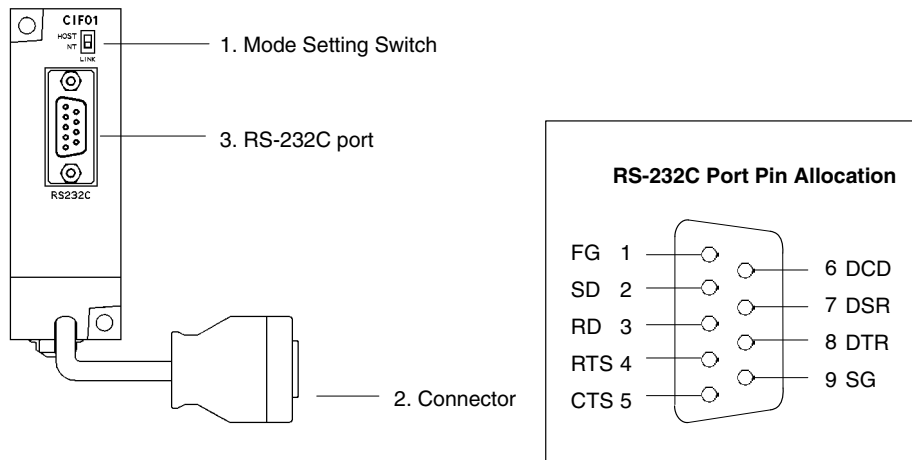 CIF01
HOST
NT
LINK
1. Mode Setting Switch
3. RS-232C port
RS232C
2. Connector
RS-232C Port Pin Allocation
FG 1
SD 2
RD 3
RTS 4
CTS 5
6 DCD
7 DSR
8 DTR
9 SG